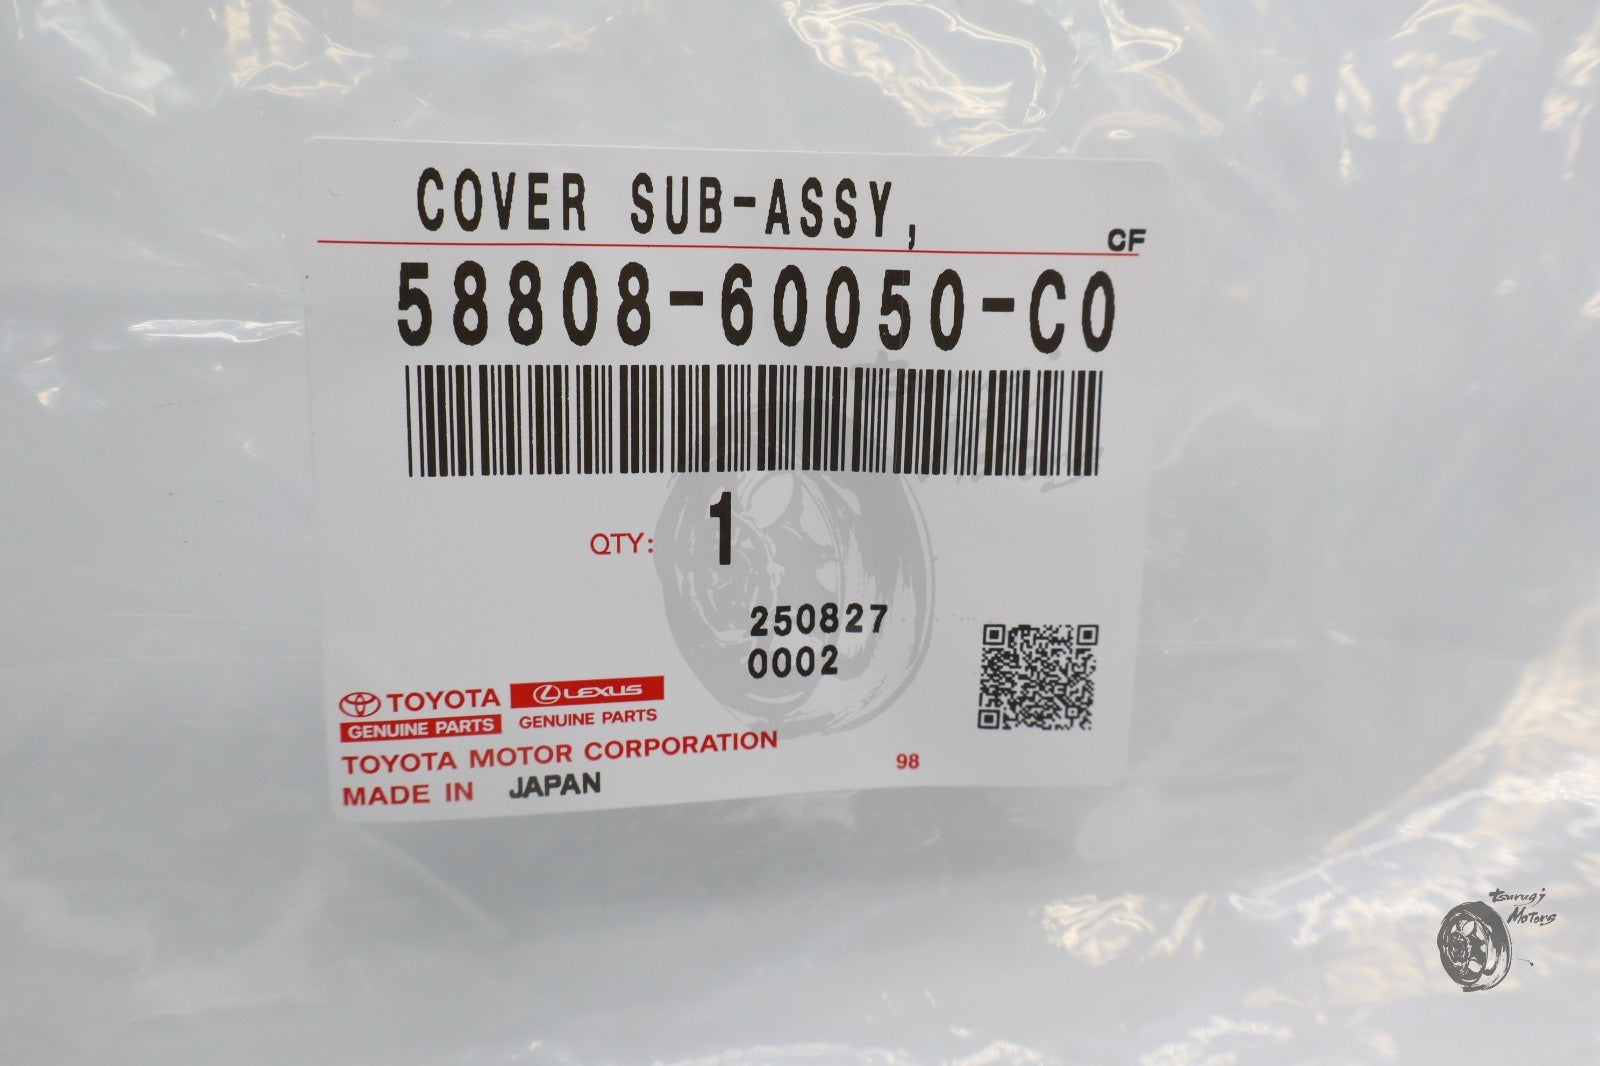 COVER SUB-ASSY,
CF
58808-60050-C0
QTY: 1
250827
0002
TOYOTA LEXUS
GENUINE PARTS GENUINE PARTS
TOYOTA MOTOR CORPORATION
98
MADE IN JAPAN
tsurugi
Motors